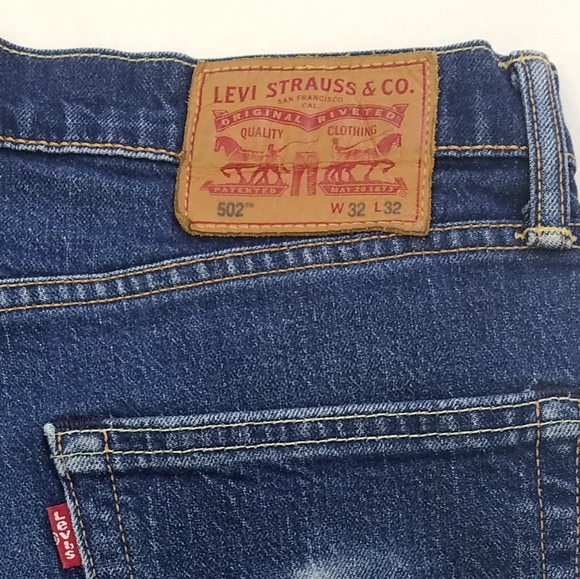 LEVI STRAUSS & CO.
SAN FRANCISCO
CAL.
ORIGINAL RIVETED
QUALITY CLOTHING
PATENTED MAY 20 1873
502™ W 32 L 32
LEVI'S